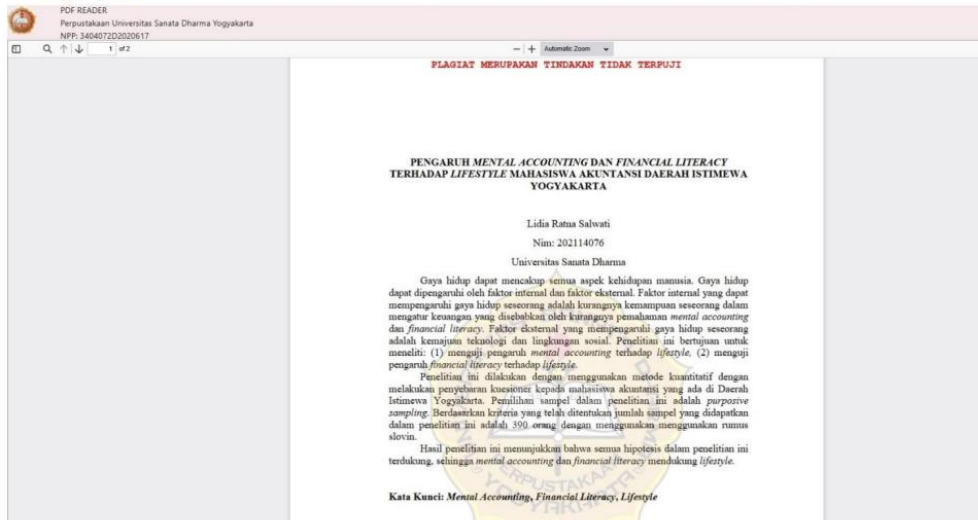 PDF READER
Perpustakaan Universitas Sanata Dharma Yogyakarta
NPP: 3404072D2020617
1 of 2
Automatic Zoom
PLAGIAT MERUPAKAN TINDAKAN TIDAK TERPUJI
PENGARUH MENTAL ACCOUNTING DAN FINANCIAL LITERACY
TERHADAP LIFESTYLE MAHASISWA AKUNTANSI DAERAH ISTIMEWA
YOGYAKARTA
Lidia Ratna Salwati
Nim: 202114076
Universitas Sanata Dharma
Gaya hidup dapat mencakup semua aspek kehidupan manusia. Gaya hidup
dapat dipengaruhi oleh faktor internal dan faktor eksternal. Faktor internal yang dapat
mempengaruhi gaya hidup seseorang adalah kurangnya kemampuan seseorang dalam
mengatur keuangan yang disebabkan oleh kurangnya pemahaman mental accounting
dan financial literacy. Faktor eksternal yang mempengaruhi gaya hidup seseorang
adalah kemajuan teknologi dan lingkungan sosial. Penelitian ini bertujuan untuk
meneliti: (1) menguji pengaruh mental accounting terhadap lifestyle, (2) menguji
pengaruh financial literacy terhadap lifestyle.
Penelitian ini dilakukan dengan menggunakan metode kuantitatif dengan
melakukan penyebaran kuesioner kepada mahasiswa akuntansi yang ada di Daerah
Istimewa Yogyakarta. Pemilihan sampel dalam penelitian ini adalah purposive
sampling. Berdasarkan kriteria yang telah ditentukan jumlah sampel yang didapatkan
dalam penelitian ini adalah 390 orang dengan menggunakan menggunakan rumus
slovin.
Hasil penelitian ini menunjukkan bahwa semua hipotesis dalam penelitian ini
terdukung, sehingga mental accounting dan financial literacy mendukung lifestyle.
Kata Kunci: Mental Accounting, Financial Literacy, Lifestyle
PERPUSTAKAAN
YOGYAKARTA